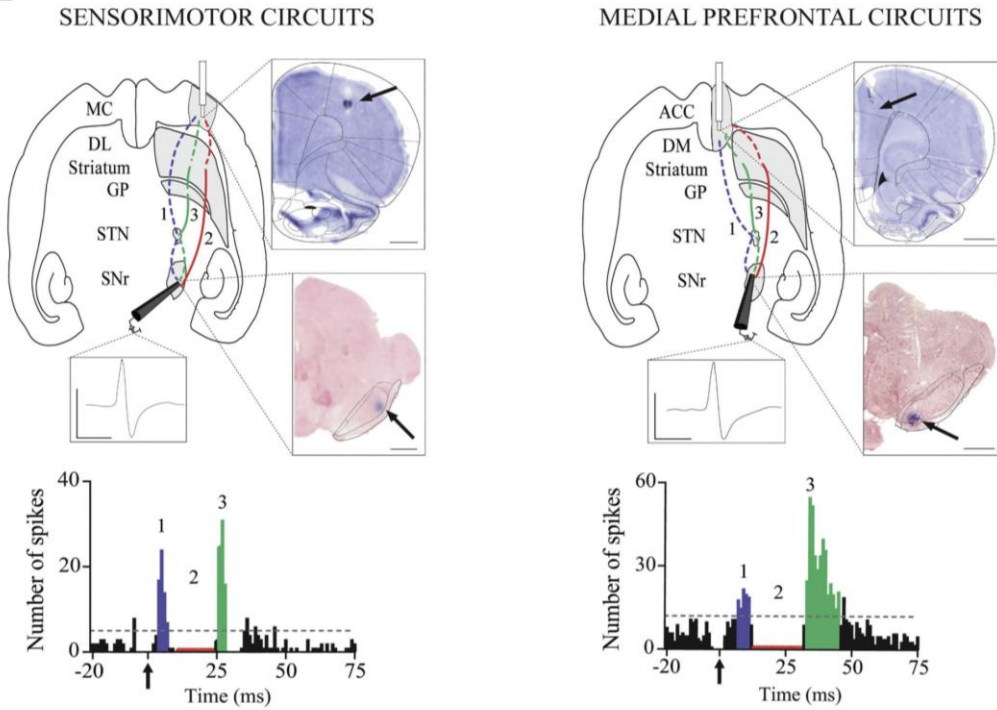 SENSORIMOTOR CIRCUITS
MC
DL
Striatum
GP
STN
SNr
1
3
2
Number of spikes
40
20
0
1
2
3
-20
0
25
50
75
Time (ms)
MEDIAL PREFRONTAL CIRCUITS
ACC
DM
Striatum
GP
STN
SNr
1
3
2
Number of spikes
60
30
0
1
2
3
-20
0
25
50
75
Time (ms)